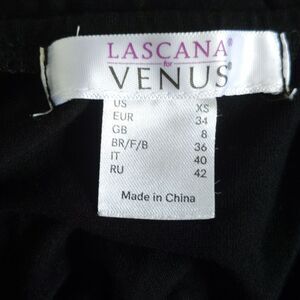 LASCANA®
for
VENUS®
US XS
EUR 34
GB 8
BR/F/B 36
IT 40
RU 42
Made in China